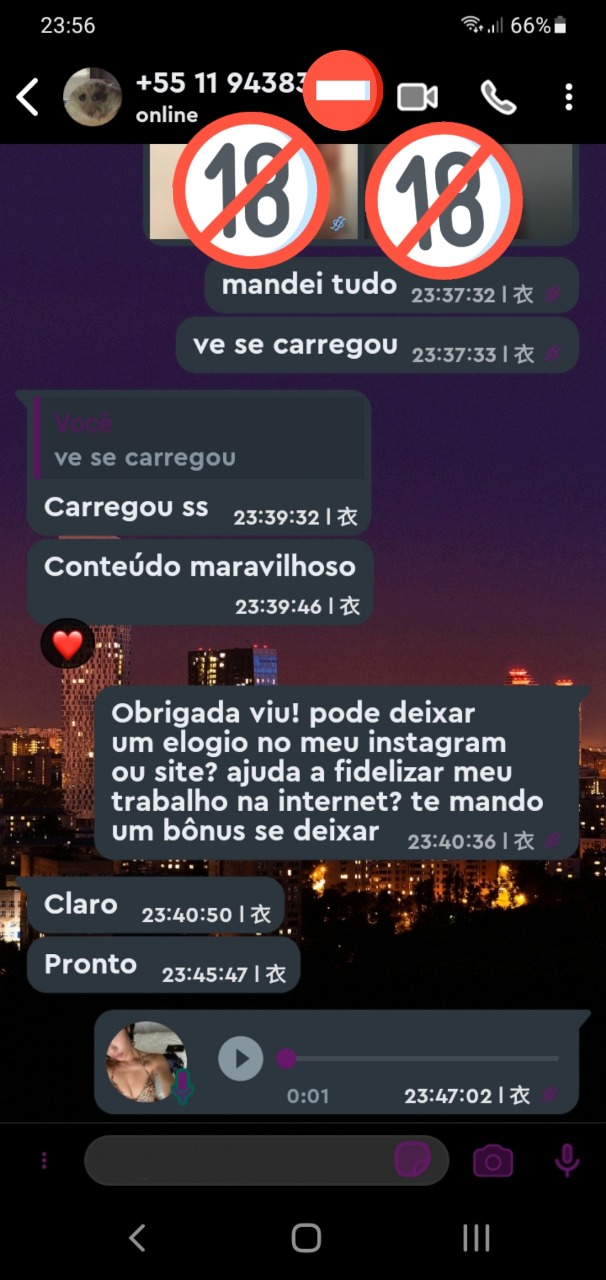 23:56
66%
+55 11 94383
online
18
18
mandei tudo
23:37:32 | 衣
ve se carregou
23:37:33 | 衣
Você
ve se carregou
Carregou ss
23:39:32 | 衣
Conteúdo maravilhoso
23:39:46 | 衣
Obrigada viu! pode deixar
um elogio no meu instagram
ou site? ajuda a fidelizar meu
trabalho na internet? te mando
um bônus se deixar
23:40:36 | 衣
Claro
23:40:50 | 衣
Pronto
23:45:47 | 衣
0:01
23:47:02 | 衣